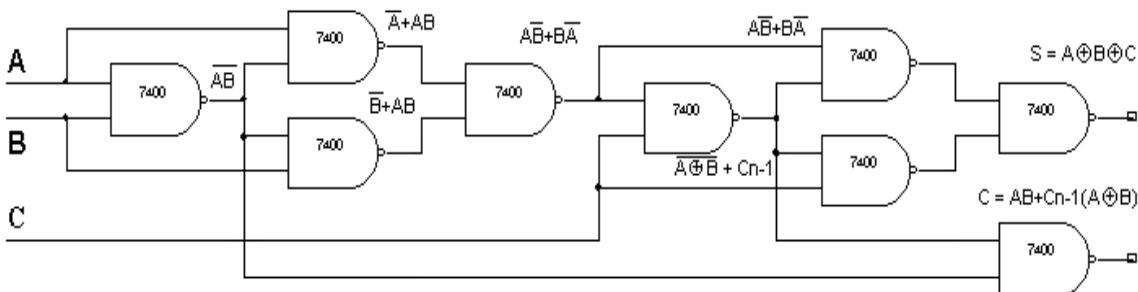 A
B
C
7400
A̅B̅
7400
A̅+AB
7400
B̅+AB
7400
AB̅+BA̅
7400
A̅ ⊕ B̅ + Cn-1
AB̅+BA̅
7400
7400
7400
S = A⊕B⊕C
7400
C = AB+Cn-1(A⊕B)